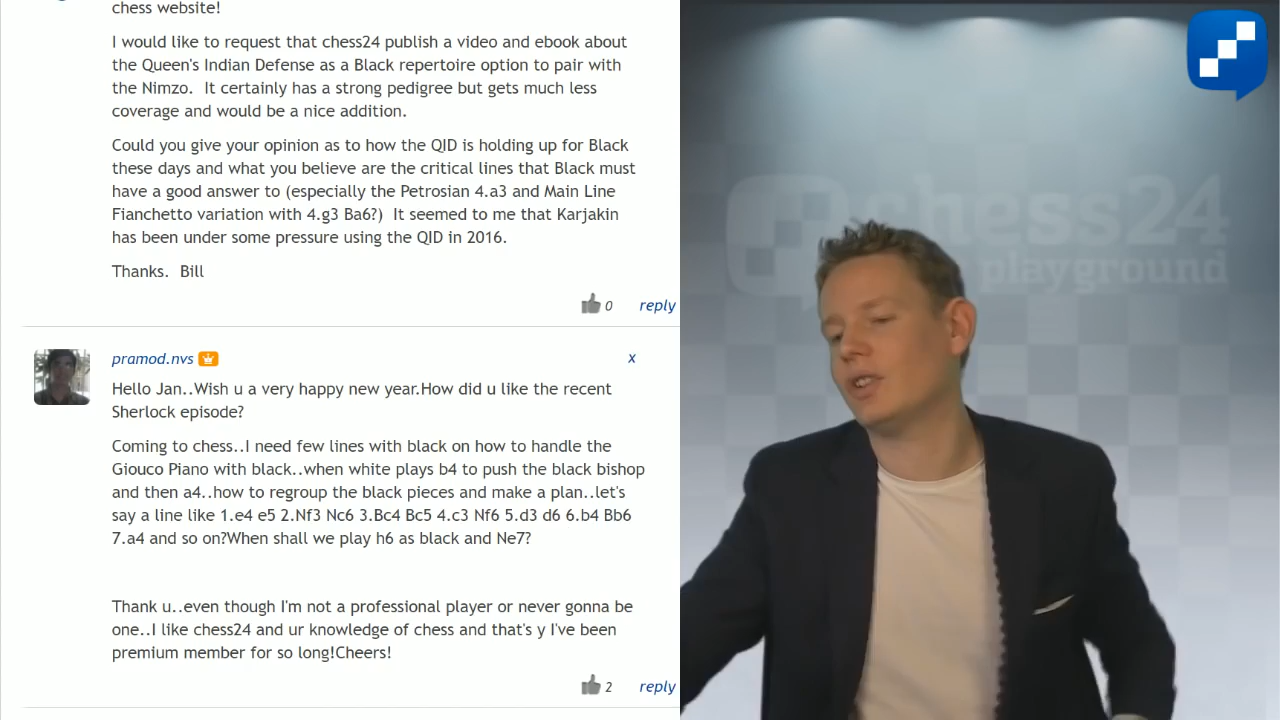 chess website!
I would like to request that chess24 publish a video and ebook about
the Queen's Indian Defense as a Black repertoire option to pair with
the Nimzo.  It certainly has a strong pedigree but gets much less
coverage and would be a nice addition.
Could you give your opinion as to how the QID is holding up for Black
these days and what you believe are the critical lines that Black must
have a good answer to (especially the Petrosian 4.a3 and Main Line
Fianchetto variation with 4.g3 Ba6?)  It seemed to me that Karjakin
has been under some pressure using the QID in 2016.
Thanks.  Bill
0 reply
pramod.nvs x
Hello Jan..Wish u a very happy new year.How did u like the recent
Sherlock episode?
Coming to chess..I need few lines with black on how to handle the
Giouco Piano with black..when white plays b4 to push the black bishop
and then a4..how to regroup the black pieces and make a plan..let's
say a line like 1.e4 e5 2.Nf3 Nc6 3.Bc4 Bc5 4.c3 Nf6 5.d3 d6 6.b4 Bb6
7.a4 and so on?When shall we play h6 as black and Ne7?
Thank u..even though I'm not a professional player or never gonna be
one..I like chess24 and ur knowledge of chess and that's y I've been
premium member for so long!Cheers!
2 reply
chess24
playground